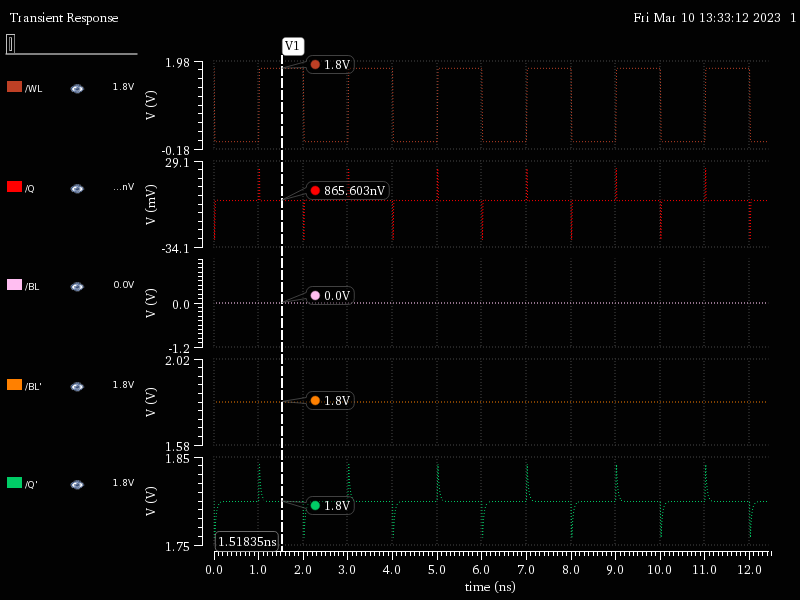 Transient Response
Fri Mar 10 13:33:12 2023 1
V1
/WL 1.8V
V (V)
1.98
-0.18
1.8V
/Q ...nV
V (mV)
29.1
-34.1
865.603nV
/BL 0.0V
V (V)
0.0
-1.2
0.0V
/BL' 1.8V
V (V)
2.02
1.58
1.8V
/Q' 1.8V
V (V)
1.85
1.75
1.8V
1.51835ns
0.0 1.0 2.0 3.0 4.0 5.0 6.0 7.0 8.0 9.0 10.0 11.0 12.0
time (ns)